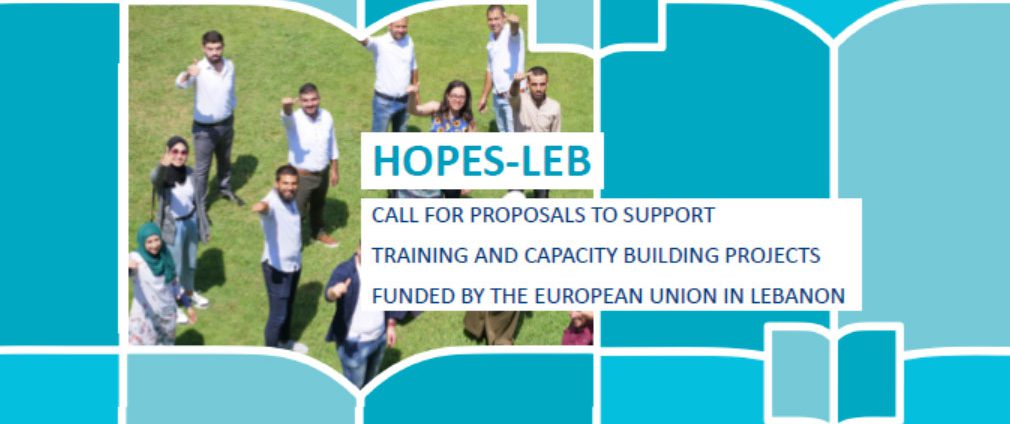 HOPES-LEB
CALL FOR PROPOSALS TO SUPPORT
TRAINING AND CAPACITY BUILDING PROJECTS
FUNDED BY THE EUROPEAN UNION IN LEBANON